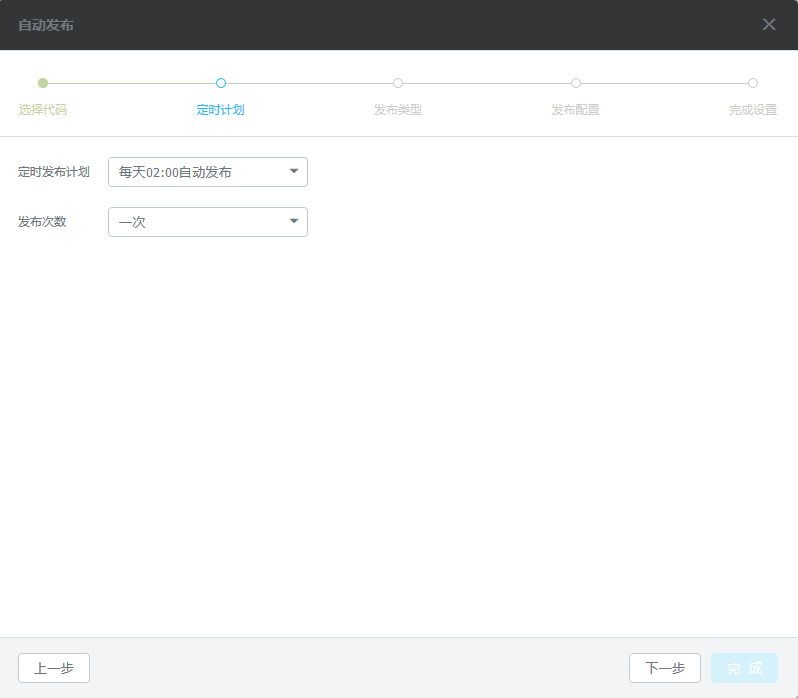 自动发布
选择代码 定时计划 发布类型 发布配置 完成设置
定时发布计划 每天02:00自动发布
发布次数 一次
上一步 下一步 完 成